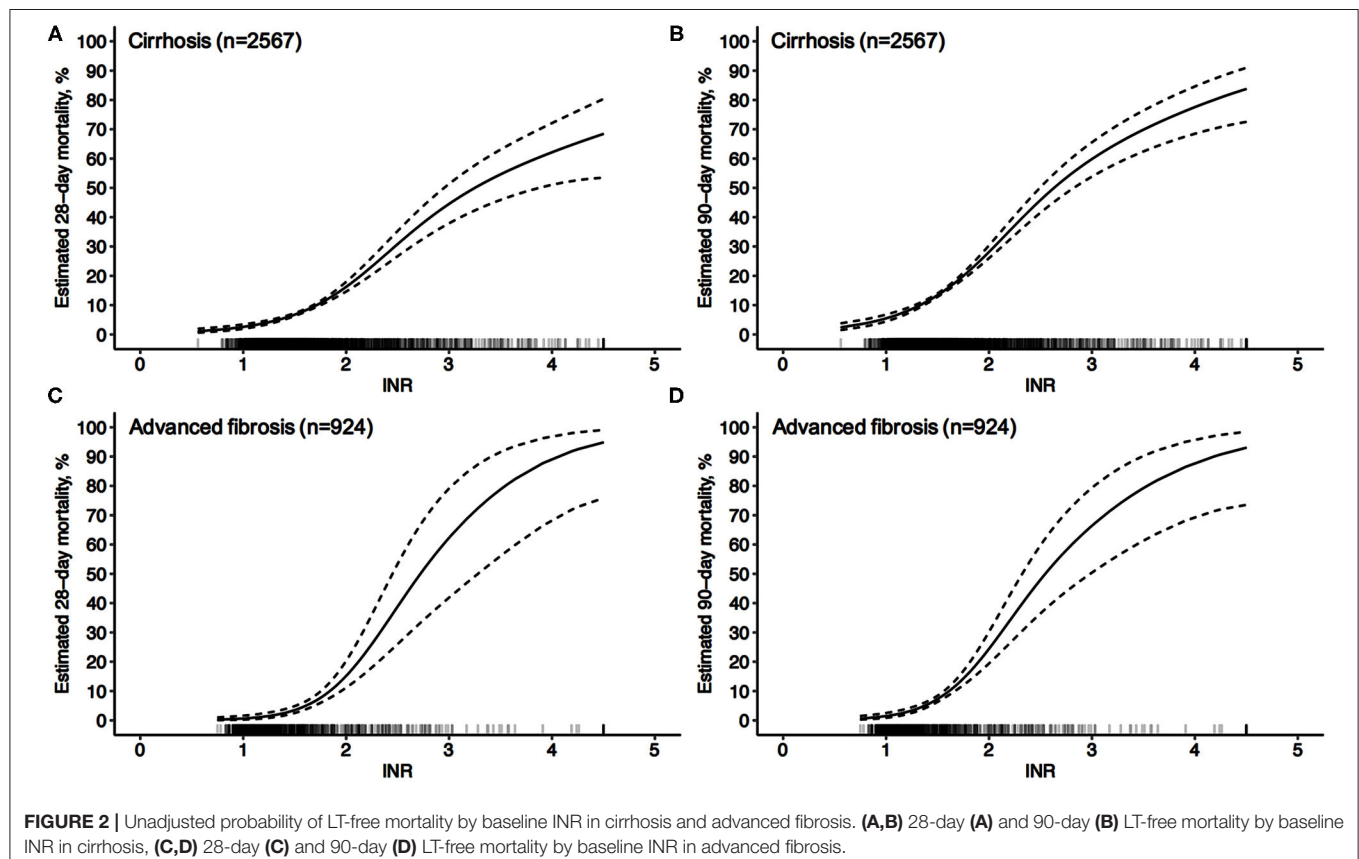 A
Cirrhosis (n=2567)
Estimated 28–day mortality, %
100
90
80
70
60
50
40
30
20
10
0
0 1 2 3 4 5
INR
B
Cirrhosis (n=2567)
Estimated 90–day mortality, %
100
90
80
70
60
50
40
30
20
10
0
0 1 2 3 4 5
INR
C
Advanced fibrosis (n=924)
Estimated 28–day mortality, %
100
90
80
70
60
50
40
30
20
10
0
0 1 2 3 4 5
INR
D
Advanced fibrosis (n=924)
Estimated 90–day mortality, %
100
90
80
70
60
50
40
30
20
10
0
0 1 2 3 4 5
INR
FIGURE 2 | Unadjusted probability of LT-free mortality by baseline INR in cirrhosis and advanced fibrosis. (A,B) 28-day (A) and 90-day (B) LT-free mortality by baseline
INR in cirrhosis, (C,D) 28-day (C) and 90-day (D) LT-free mortality by baseline INR in advanced fibrosis.